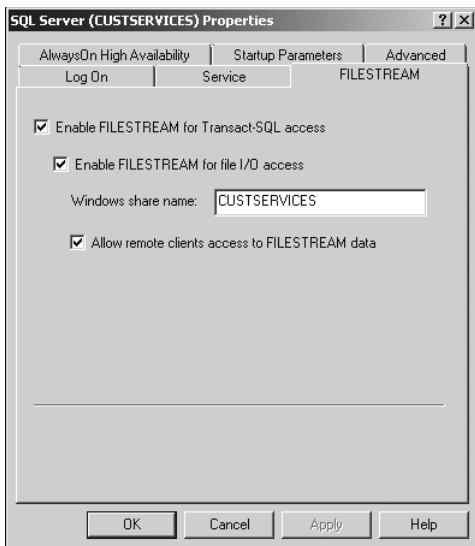 SQL Server (CUSTSERVICES) Properties
AlwaysOn High Availability Startup Parameters Advanced
Log On Service FILESTREAM
Enable FILESTREAM for Transact-SQL access
Enable FILESTREAM for file I/O access
Windows share name: CUSTSERVICES
Allow remote clients access to FILESTREAM data
OK Cancel Apply Help